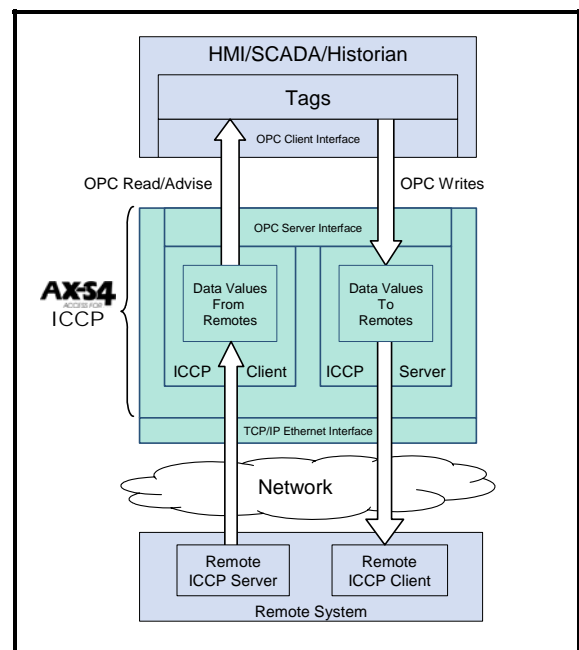 HMI/SCADA/Historian
Tags
OPC Client Interface
OPC Read/Advise
OPC Writes
OPC Server Interface
AX-S4
ACCESS FOR
ICCP
Data Values
From
Remotes
Data Values
To
Remotes
ICCP Client
ICCP Server
TCP/IP Ethernet Interface
Network
Remote
ICCP Server
Remote
ICCP Client
Remote System